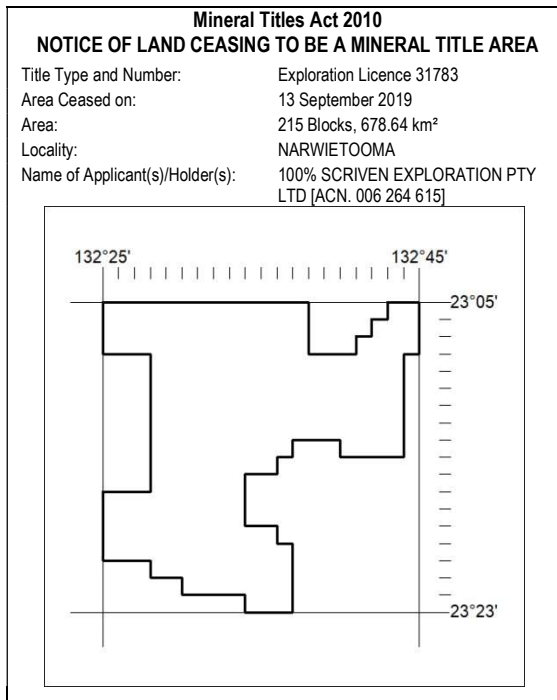 Mineral Titles Act 2010
NOTICE OF LAND CEASING TO BE A MINERAL TITLE AREA
Title Type and Number: Exploration Licence 31783
Area Ceased on: 13 September 2019
Area: 215 Blocks, 678.64 km²
Locality: NARWIETOOMA
Name of Applicant(s)/Holder(s): 100% SCRIVEN EXPLORATION PTY
LTD [ACN. 006 264 615]
132°25' 132°45'
23°05'
23°23'